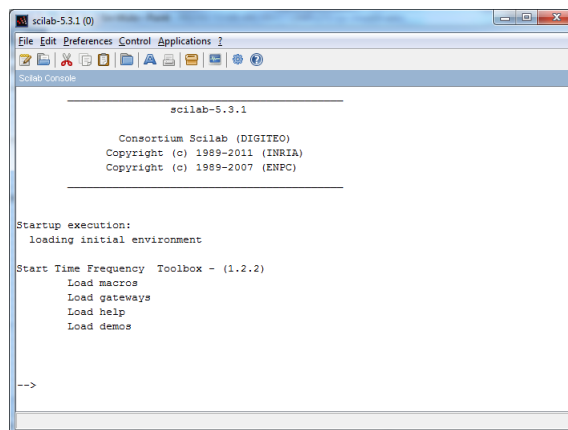 scilab-5.3.1 (0)
File Edit Preferences Control Applications ?
Scilab Console
scilab-5.3.1
Consortium Scilab (DIGITEO)
Copyright (c) 1989-2011 (INRIA)
Copyright (c) 1989-2007 (ENPC)
Startup execution:
loading initial environment
Start Time Frequency Toolbox - (1.2.2)
Load macros
Load gateways
Load help
Load demos
-->